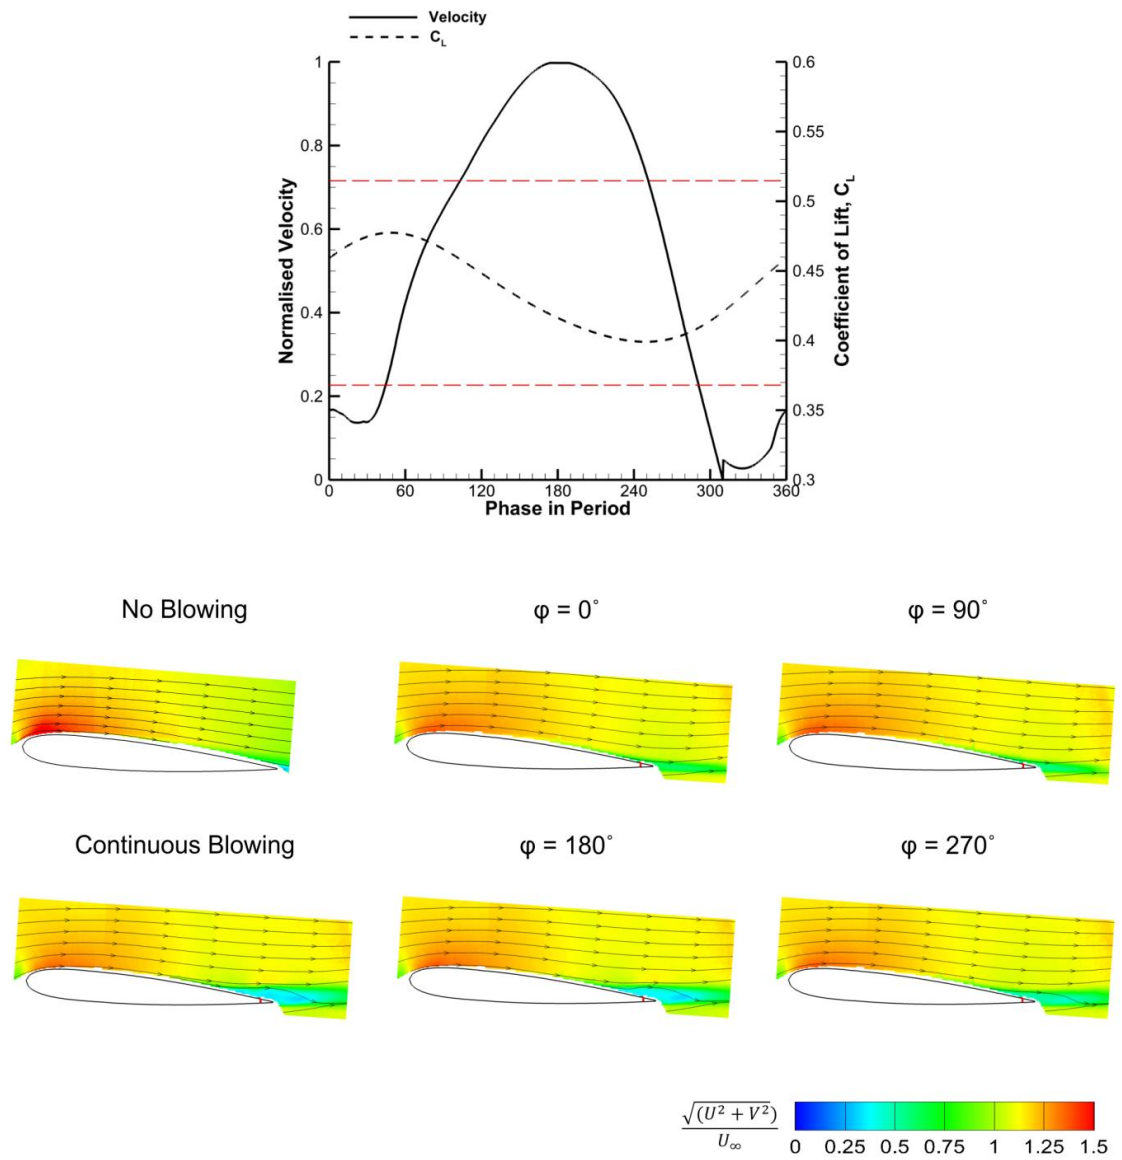 Velocity
C_L
1
0.8
0.6
0.4
0.2
0
Normalised Velocity
0.6
0.55
0.5
0.45
0.4
0.35
0.3
Coefficient of Lift, C_L
0 60 120 180 240 300 360
Phase in Period
No Blowing φ = 0° φ = 90°
Continuous Blowing φ = 180° φ = 270°
√(U² + V²)
U∞
0 0.25 0.5 0.75 1 1.25 1.5